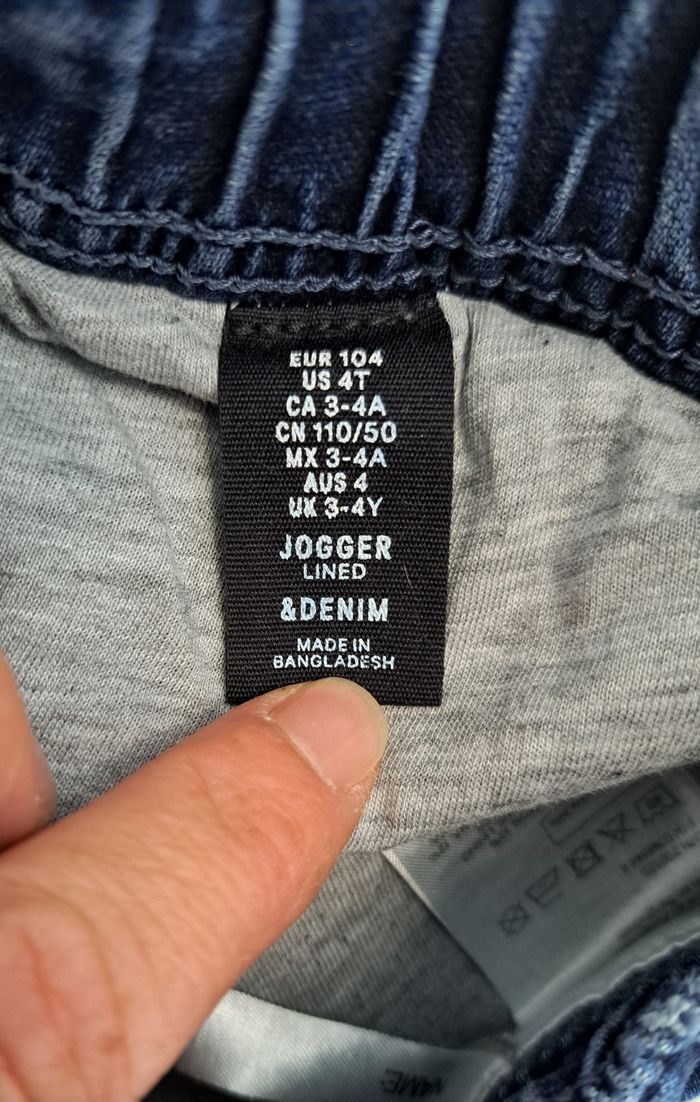 EUR 104
US 4T
CA 3-4A
CN 110/50
MX 3-4A
AUS 4
UK 3-4Y
JOGGER
LINED
&DENIM
MADE IN
BANGLADESH
NAME: